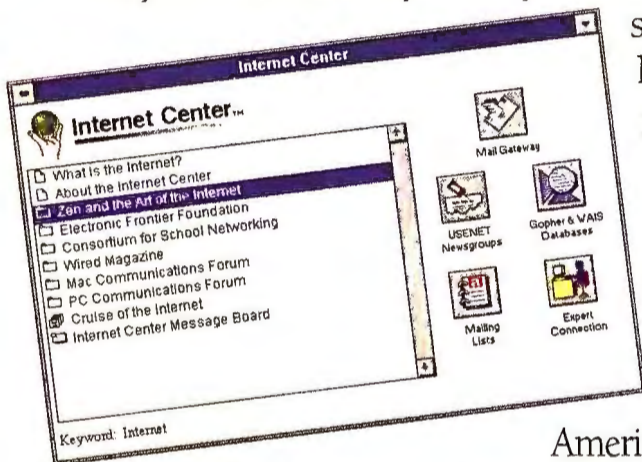 Internet Center
Internet Center™
What is the Internet?
About the Internet Center
Zen and the Art of the Internet
Electronic Frontier Foundation
Consortium for School Networking
Wired Magazine
Mac Communications Forum
PC Communications Forum
Cruise of the Internet
Internet Center Message Board
Keyword: Internet
Mail Gateway
USENET
Newsgroups
Gopher & WAIS
Databases
Mailing
Lists
Expert
Connection
Ameri